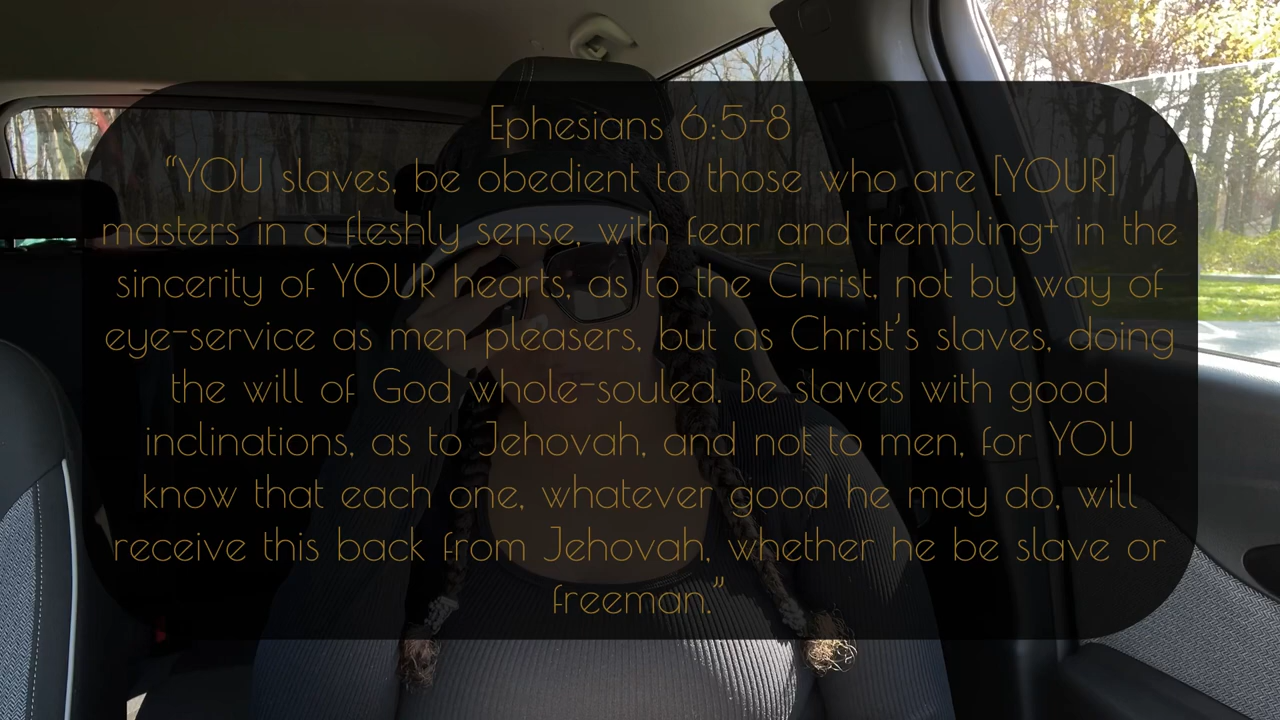 Ephesians 6:5-8
“YOU slaves, be obedient to those who are [YOUR]
masters in a fleshly sense, with fear and trembling+ in the
sincerity of YOUR hearts, as to the Christ, not by way of
eye-service as men pleasers, but as Christ’s slaves, doing
the will of God whole-souled. Be slaves with good
inclinations, as to Jehovah, and not to men, for YOU
know that each one, whatever good he may do, will
receive this back from Jehovah, whether he be slave or
freeman.”